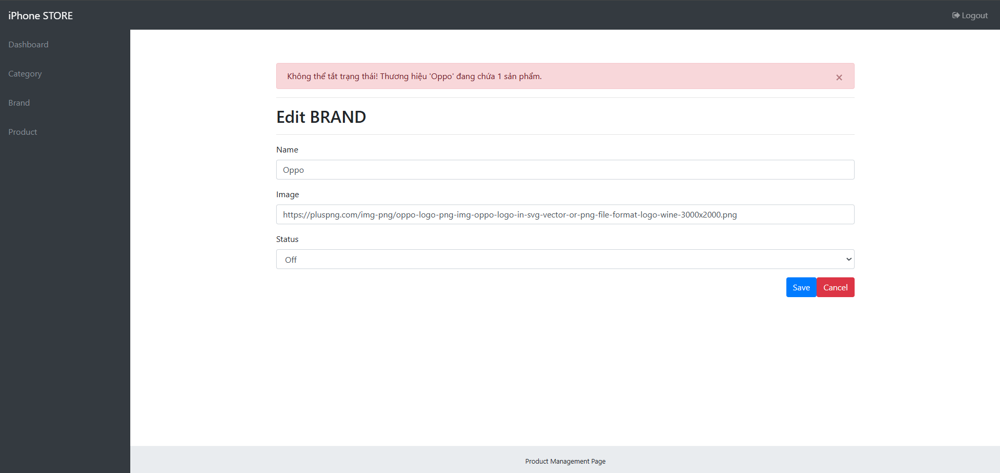 iPhone STORE
Logout
Dashboard
Category
Brand
Product
Không thể tắt trạng thái! Thương hiệu 'Oppo' đang chứa 1 sản phẩm.
×
Edit BRAND
Name
Oppo
Image
https://pluspng.com/img-png/oppo-logo-png-img-oppo-logo-in-svg-vector-or-png-file-format-logo-wine-3000x2000.png
Status
Off
Save Cancel
Product Management Page